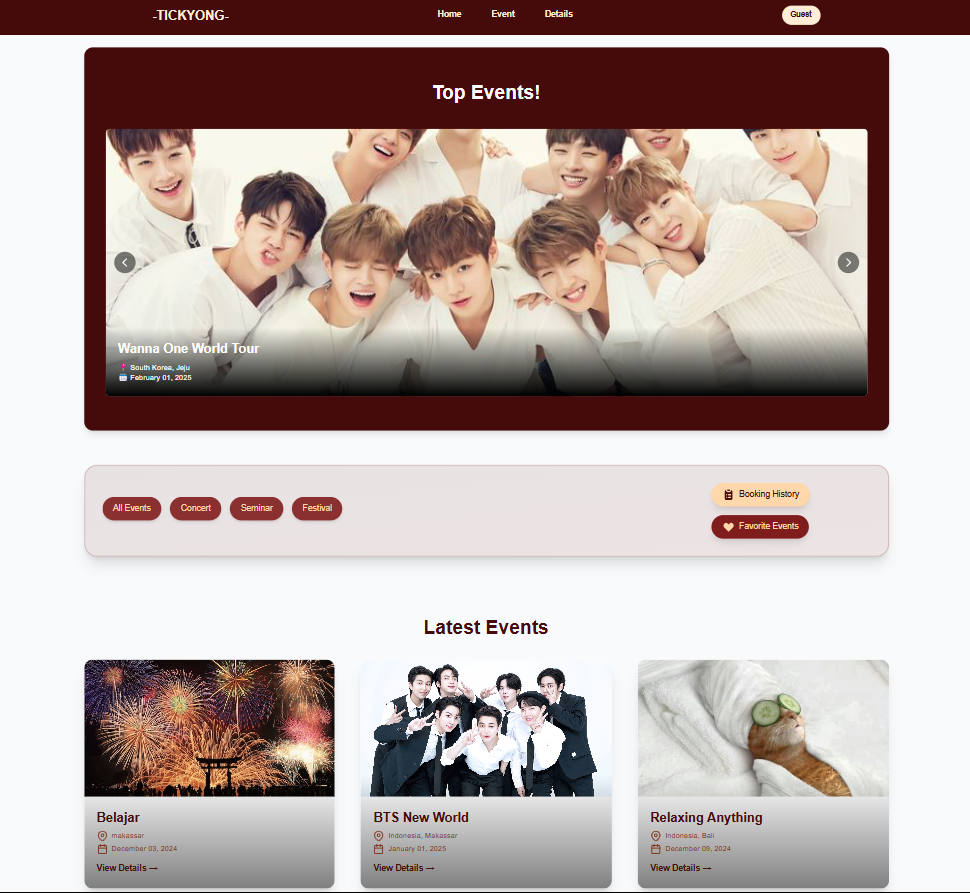 -TICKYONG-
Home Event Details
Guest
Top Events!
Wanna One World Tour
South Korea, Jeju
February 01, 2025
All Events Concert Seminar Festival
Booking History
Favorite Events
Latest Events
Belajar
makassar
December 03, 2024
View Details →
BTS New World
Indonesia, Makassar
January 01, 2025
View Details →
Relaxing Anything
Indonesia, Bali
December 09, 2024
View Details →